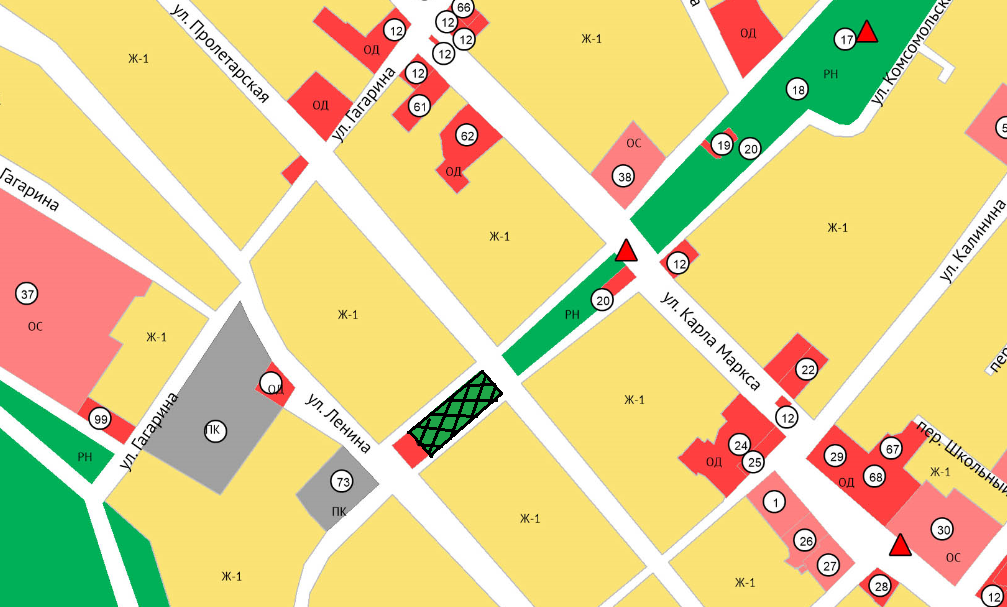 66
12
12
12
12
ОД
Ж-1
Ж-1
ОД
17
РН
18
ул. Пролетарская
ул. Гагарина
ул. Комсомольска
ОД
61
62
ОД
ОС
38
19
20
12
Гагарина
37
ОС
Ж-1
Ж-1
Ж-1
Ж-1
ул. Калинина
20
РН
ул. Карла Маркса
22
12
пер.
ОД
ПК
99
РН
ул. Гагарина
ул. Ленина
73
ПК
Ж-1
Ж-1
Ж-1
24
25
ОД
29
67
68
ОД
пер. Школьный
Ж-1
1
26
27
30
ОС
28
12
Ж-1